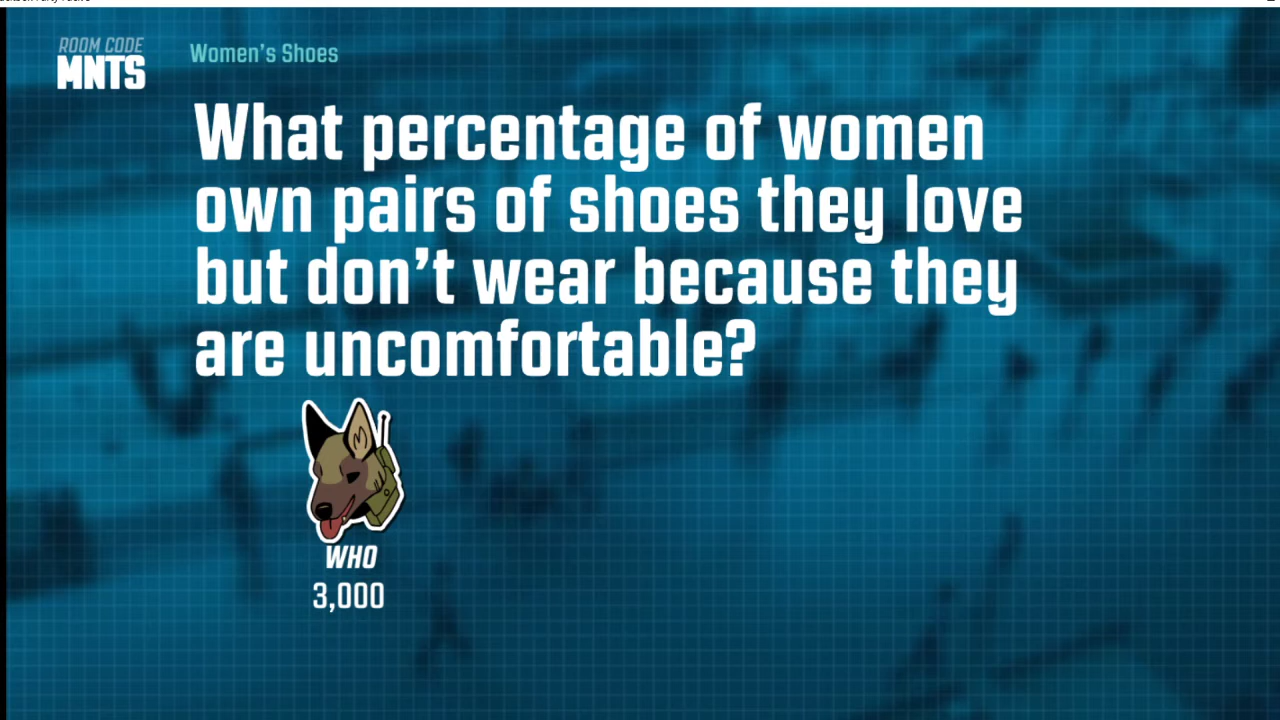 ROOM CODE
MNTS
Women's Shoes
What percentage of women
own pairs of shoes they love
but don't wear because they
are uncomfortable?
WHO
3,000